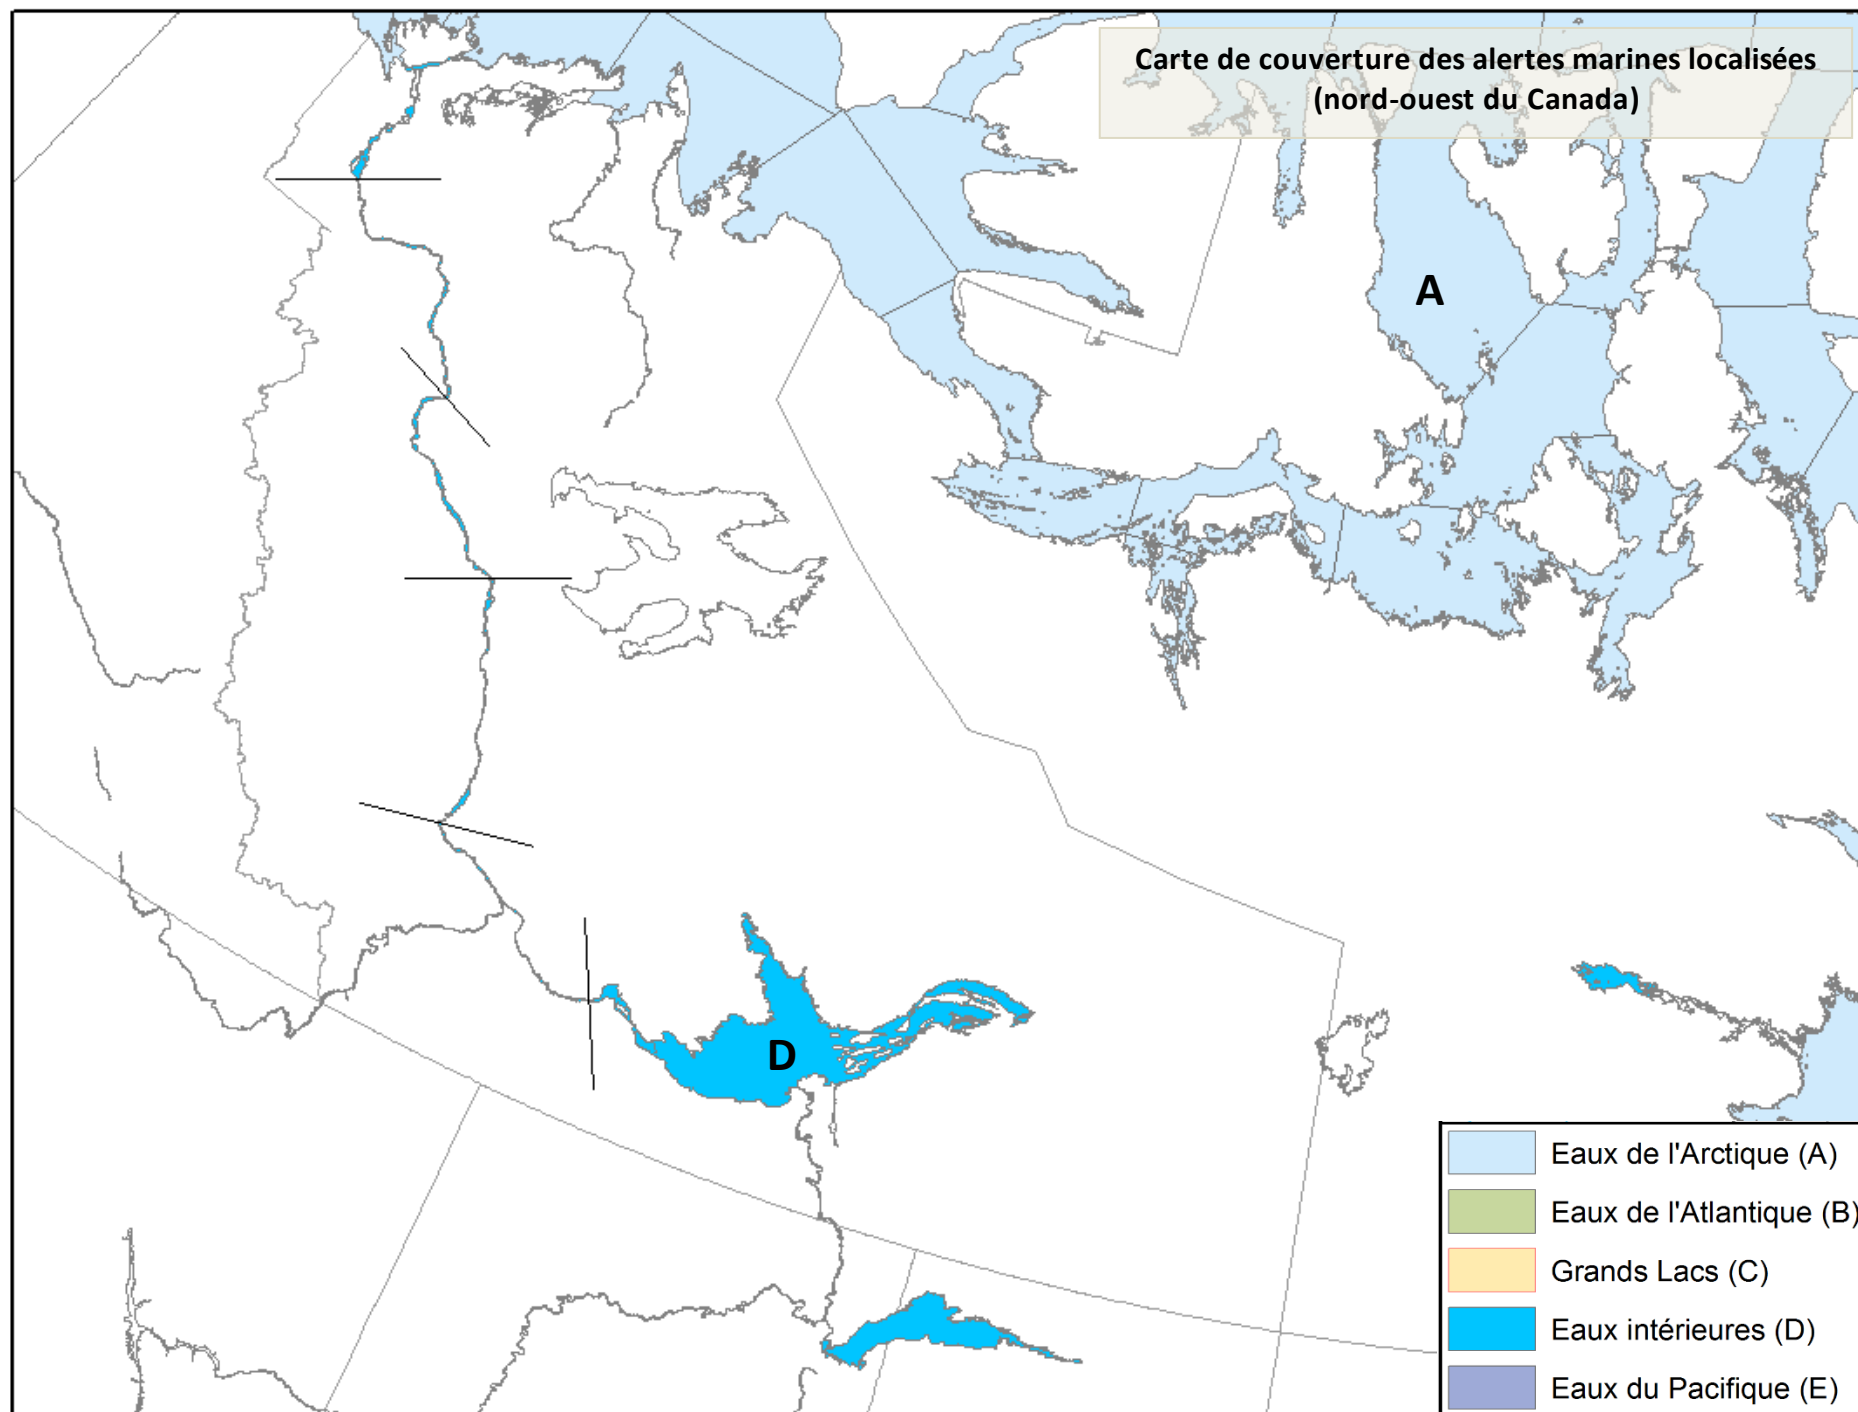 Carte de couverture des alertes marines localisées
(nord-ouest du Canada)
A
D
Eaux de l'Arctique (A)
Eaux de l'Atlantique (B)
Grands Lacs (C)
Eaux intérieures (D)
Eaux du Pacifique (E)